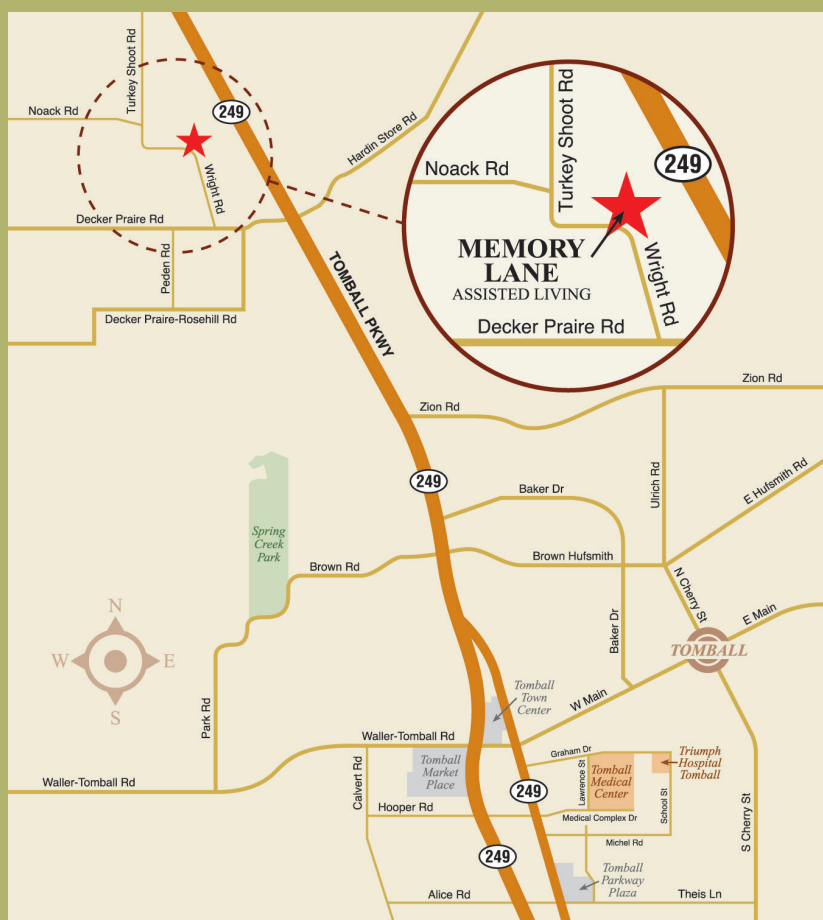 Turkey Shoot Rd
249
Noack Rd
Hardin Store Rd
Wright Rd
Decker Praire Rd
Peden Rd
Decker Praire-Rosehill Rd
TOMBALL PKWY
Turkey Shoot Rd
249
Noack Rd
MEMORY
LANE
ASSISTED LIVING
Wright Rd
Decker Praire Rd
Zion Rd
Zion Rd
249
Baker Dr
Ulrich Rd
E Hufsmith Rd
Spring
Creek
Park
Brown Rd
Brown Hufsmith
N Cherry St
Baker Dr
E Main
TOMBALL
N
W
E
S
Park Rd
Tomball
Town
Center
W Main
Waller-Tomball Rd
Waller-Tomball Rd
Calvert Rd
Tomball
Market
Place
Graham Dr
Lawrence St
Tomball
Medical
Center
Triumph
Hospital
Tomball
School St
249
Hooper Rd
Medical Complex Dr
Michel Rd
S Cherry St
249
Tomball
Parkway
Plaza
Alice Rd
Theis Ln